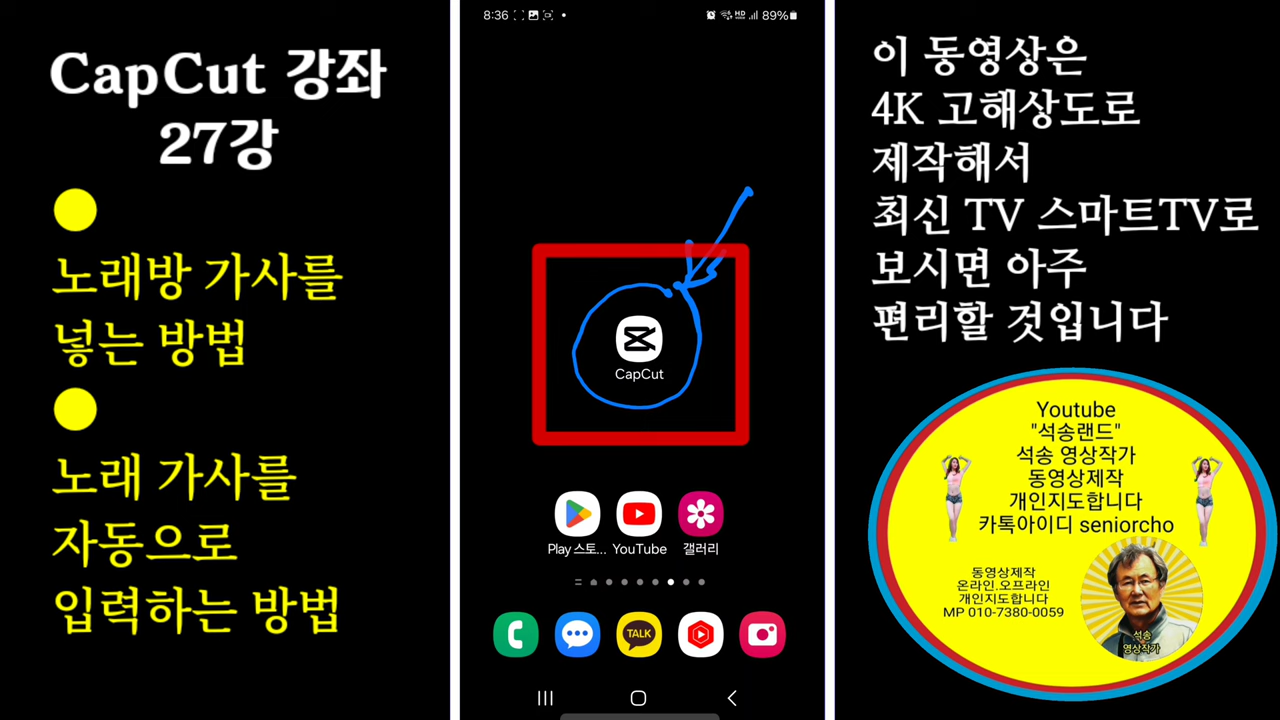 CapCut 강좌
27강
노래방 가사를
넣는 방법
노래 가사를
자동으로
입력하는 방법
8:36
89%
CapCut
Play 스토...
YouTube
갤러리
TALK
이 동영상은
4K 고해상도로
제작해서
최신 TV 스마트TV로
보시면 아주
편리할 것입니다
Youtube
"석송랜드"
석송 영상작가
동영상제작
개인지도합니다
카톡아이디 seniorcho
동영상제작
온라인.오프라인
개인지도합니다
MP 010-7380-0059
석송
영상작가